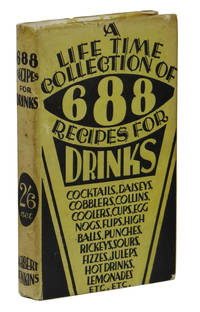 688
RECIPES
FOR
DRINKS
2/6
NET
A
LIFE TIME
COLLECTION OF
688
RECIPES FOR
DRINKS
COCKTAILS, DAISEYS,
COBBLERS, COLLINS,
COOLERS, CUPS, EGG
NOGS, FLIPS, HIGH
BALLS, PUNCHES,
RICKEYS, SOURS,
FIZZES, JULEPS
HOT DRINKS,
LEMONADES
ETC., ETC.